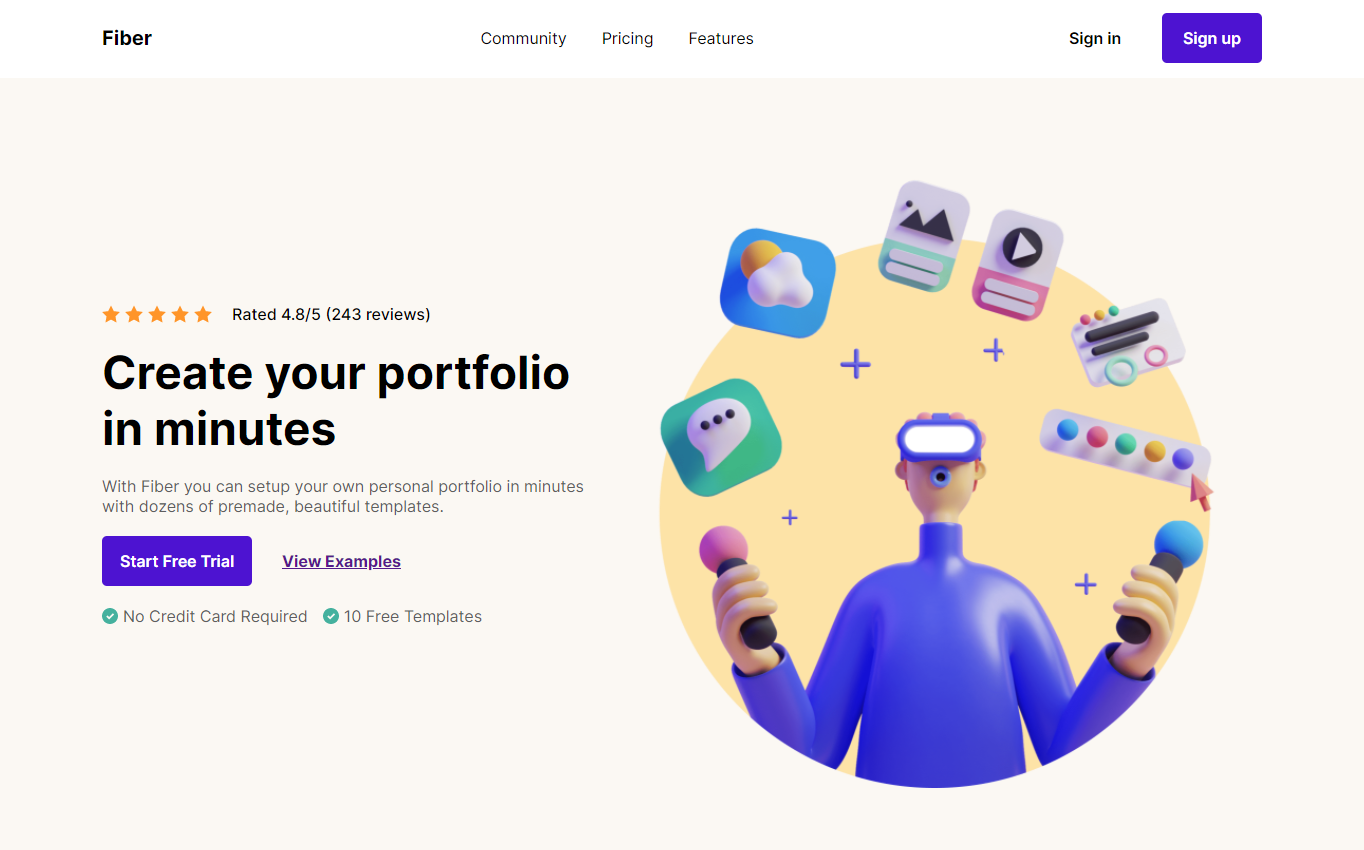 Fiber
Community
Pricing
Features
Sign in
Sign up
Rated 4.8/5 (243 reviews)
Create your portfolio
in minutes
With Fiber you can setup your own personal portfolio in minutes
with dozens of premade, beautiful templates.
Start Free Trial
View Examples
No Credit Card Required
10 Free Templates